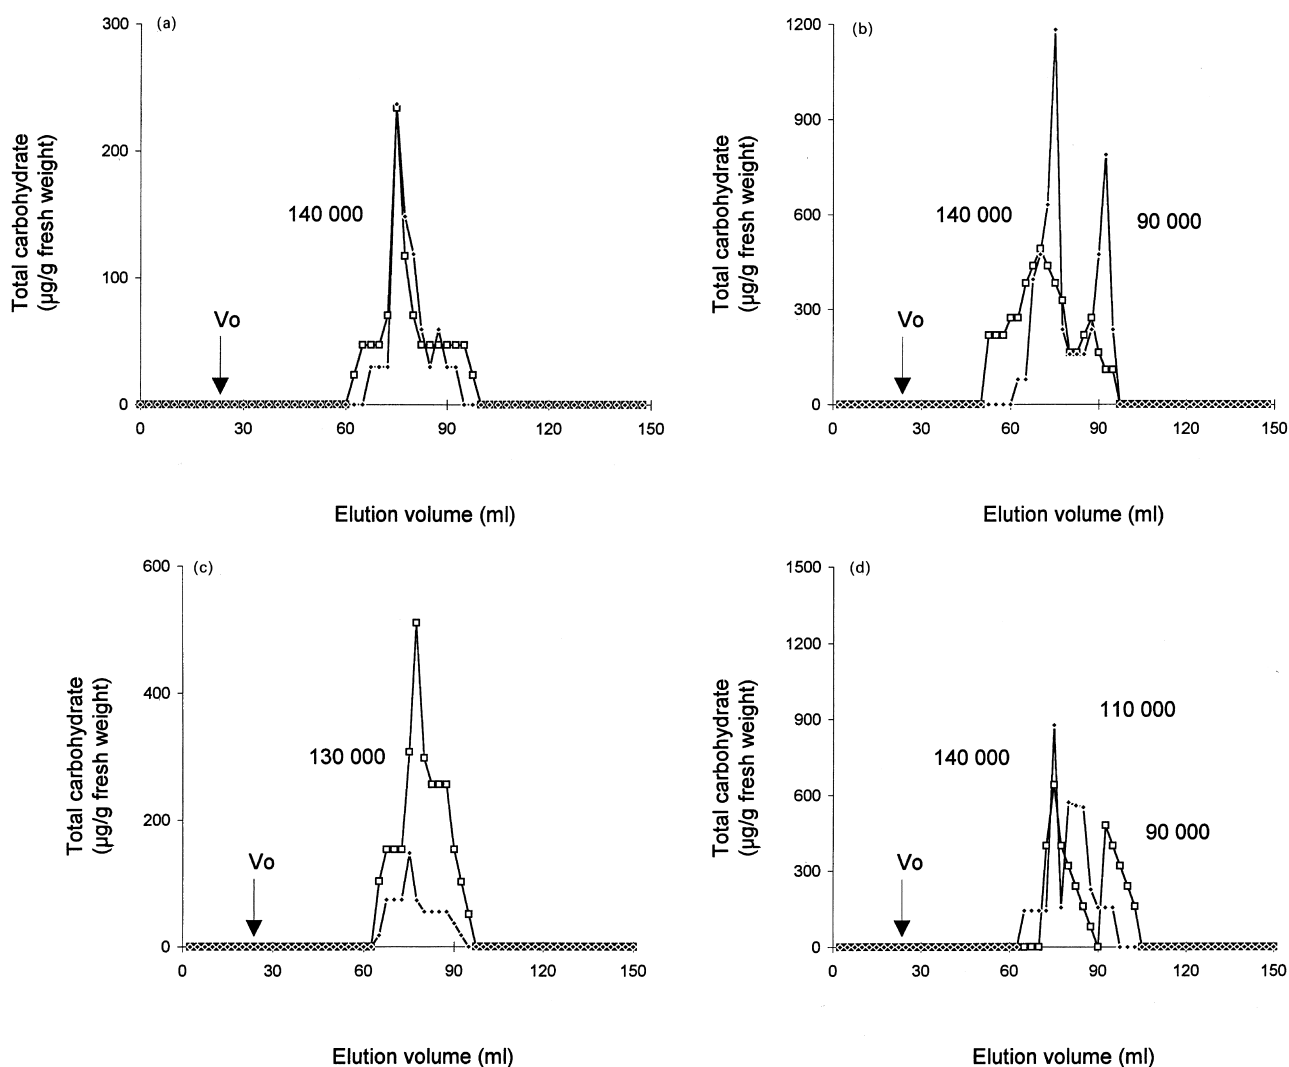 (a)
300
200
100
0
0 30 60 90 120 150
Total carbohydrate
(µg/g fresh weight)
140 000
Vo
Elution volume (ml)
(b)
1200
900
600
300
0
0 30 60 90 120 150
Total carbohydrate
(µg/g fresh weight)
140 000
90 000
Vo
Elution volume (ml)
(c)
600
400
200
0
0 30 60 90 120 150
Total carbohydrate
(µg/g fresh weight)
130 000
Vo
Elution volume (ml)
(d)
1500
1200
900
600
300
0
0 30 60 90 120 150
Total carbohydrate
(µg/g fresh weight)
110 000
140 000
90 000
Vo
Elution volume (ml)